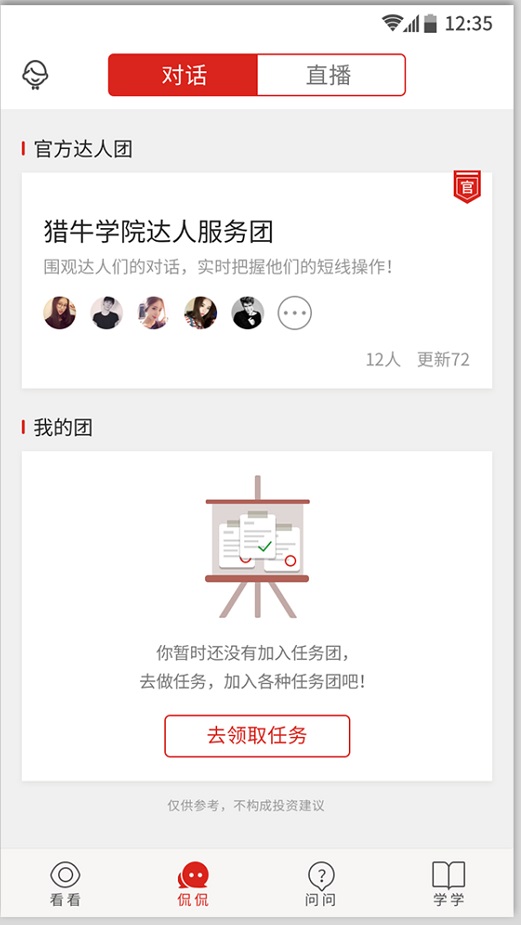 12:35
对话
直播
官方达人团
官
猎牛学院达人服务团
围观达人们的对话，实时把握他们的短线操作！
12人 更新72
我的团
你暂时还没有加入任务团，
去做任务，加入各种任务团吧！
去领取任务
仅供参考，不构成投资建议
看看
侃侃
?
问问
学学